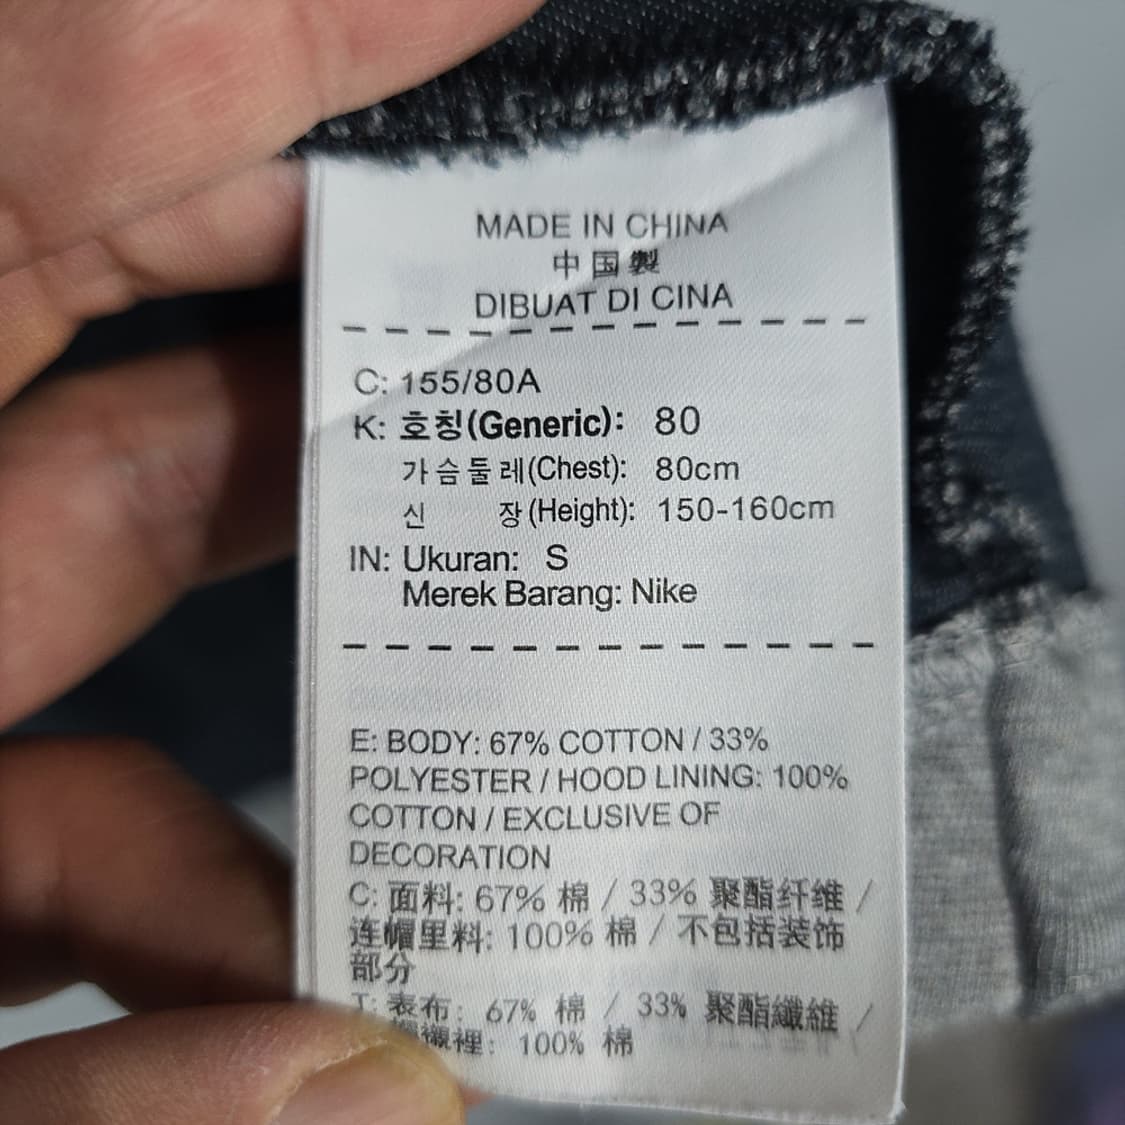 MADE IN CHINA
中国製
DIBUAT DI CINA
C: 155/80A
K: 호칭(Generic): 80
가슴둘레(Chest): 80cm
신 장(Height): 150-160cm
IN: Ukuran: S
Merek Barang: Nike
E: BODY: 67% COTTON / 33%
POLYESTER / HOOD LINING: 100%
COTTON / EXCLUSIVE OF
DECORATION
C: 面料: 67% 棉 / 33% 聚酯纤维 /
连帽里料: 100% 棉 / 不包括装饰
部分
T: 表布: 67% 棉 / 33% 聚酯纖維 /
襯裡: 100% 棉